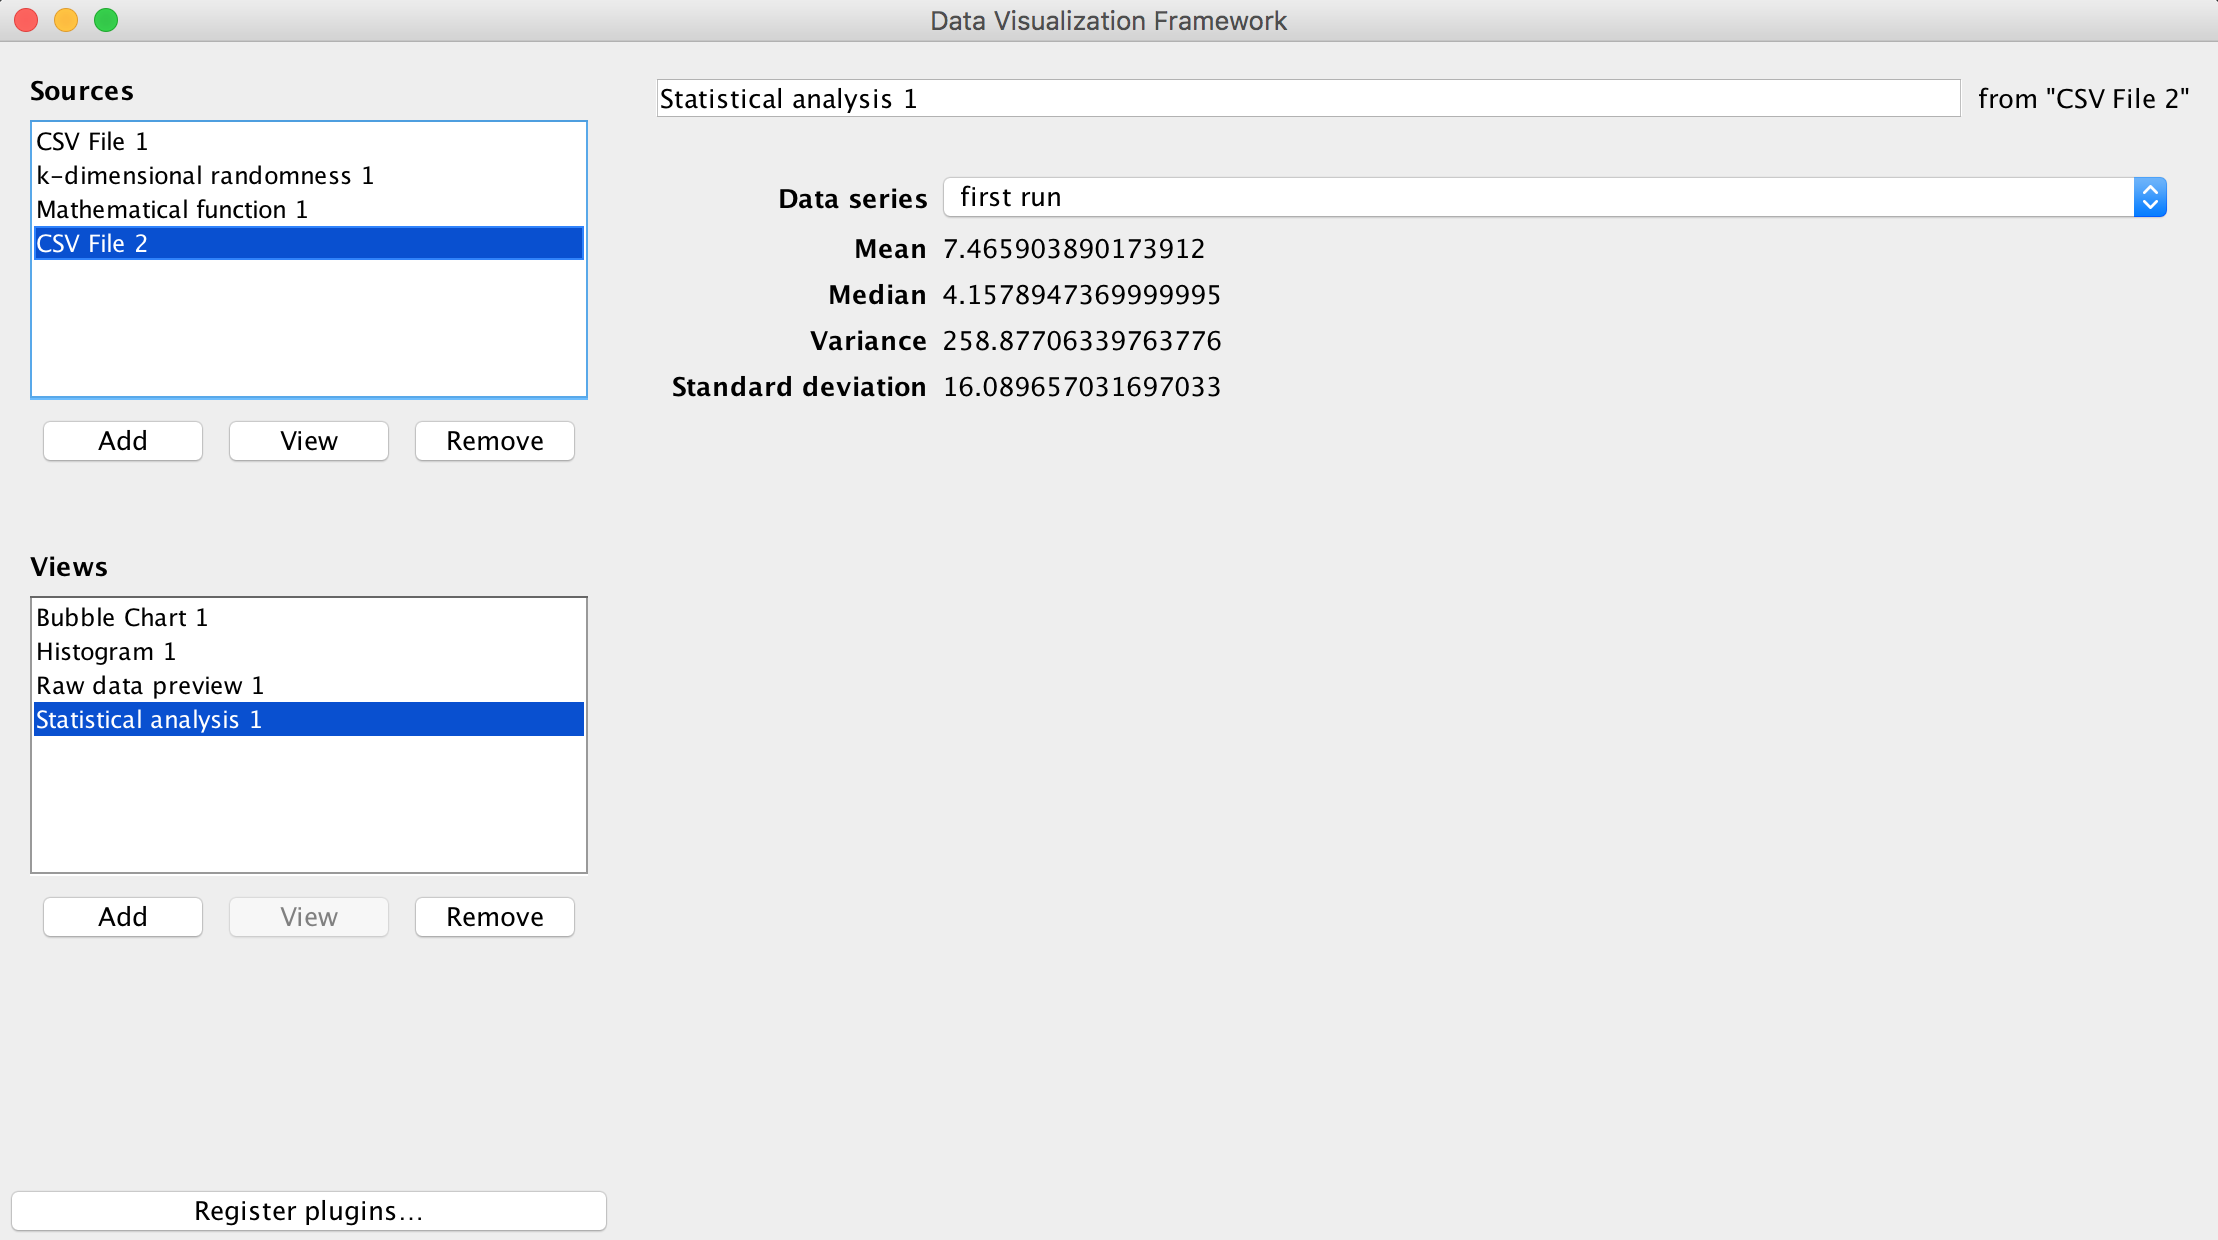 Data Visualization Framework
Sources
CSV File 1
k-dimensional randomness 1
Mathematical function 1
CSV File 2
Add View Remove
Views
Bubble Chart 1
Histogram 1
Raw data preview 1
Statistical analysis 1
Add View Remove
Register plugins...
Statistical analysis 1 from "CSV File 2"
Data series first run
Mean 7.465903890173912
Median 4.1578947369999995
Variance 258.87706339763776
Standard deviation 16.089657031697033